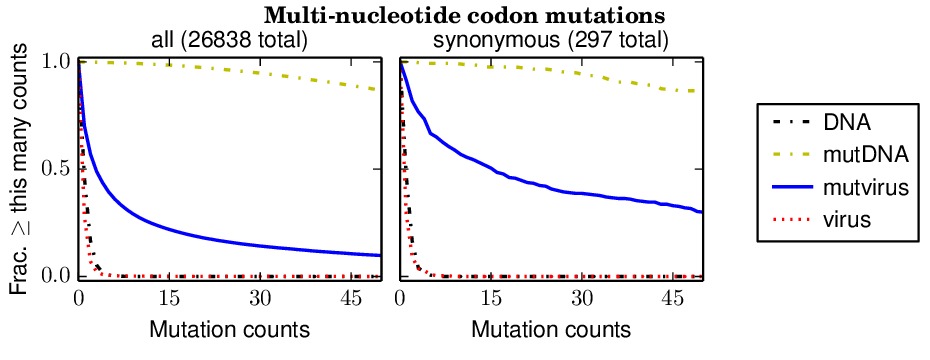 Multi-nucleotide codon mutations
all (26838 total)
synonymous (297 total)
Frac. ≥ this many counts
1.0
0.5
0.0
0 15 30 45
0 15 30 45
Mutation counts
Mutation counts
DNA
mutDNA
mutvirus
virus